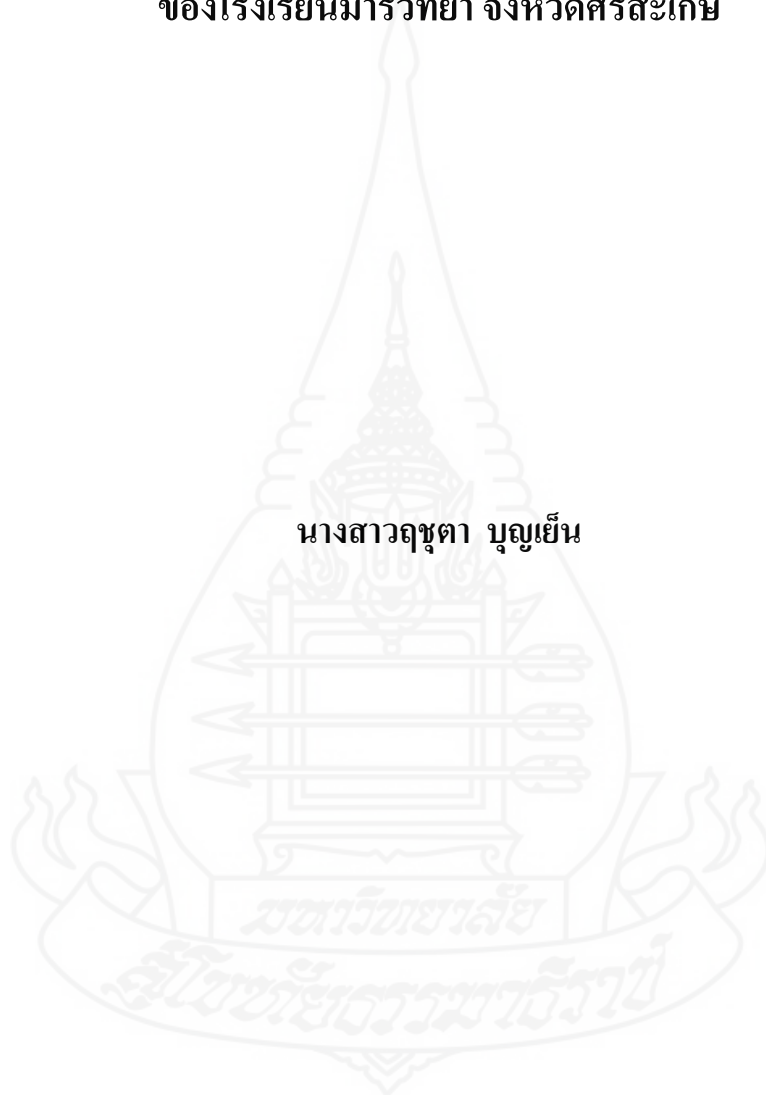 ของโรงเรียนมารีวิทยา จังหวัดศรีสะเกษ
นางสาวฤชุตา บุญเย็น
มหาวิทยาลัย
สุโขทัยธรรมาธิราช